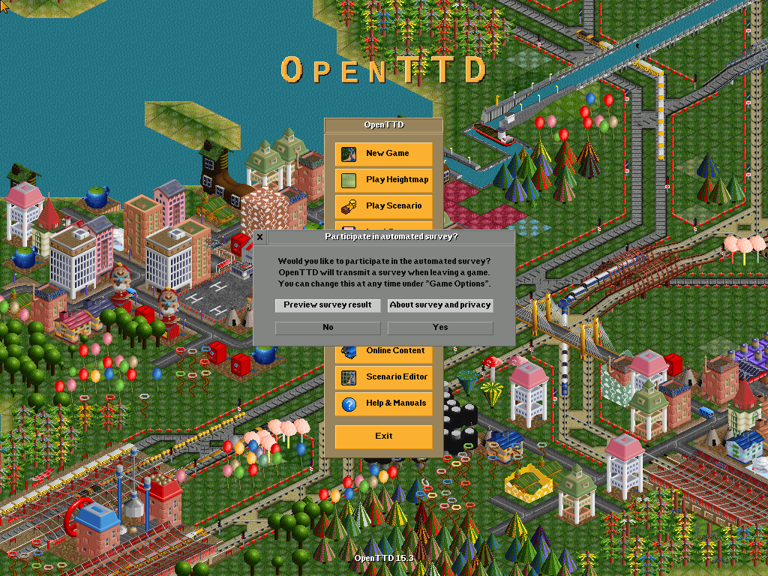 OPENTTD
OpenTTD
New Game
Play Heightmap
Play Scenario
X Participate in automated survey?
Would you like to participate in the automated survey?
OpenTTD will transmit a survey when leaving a game.
You can change this at any time under "Game Options".
Preview survey result About survey and privacy
No Yes
Online Content
Scenario Editor
Help & Manuals
Exit
OpenTTD 15.3